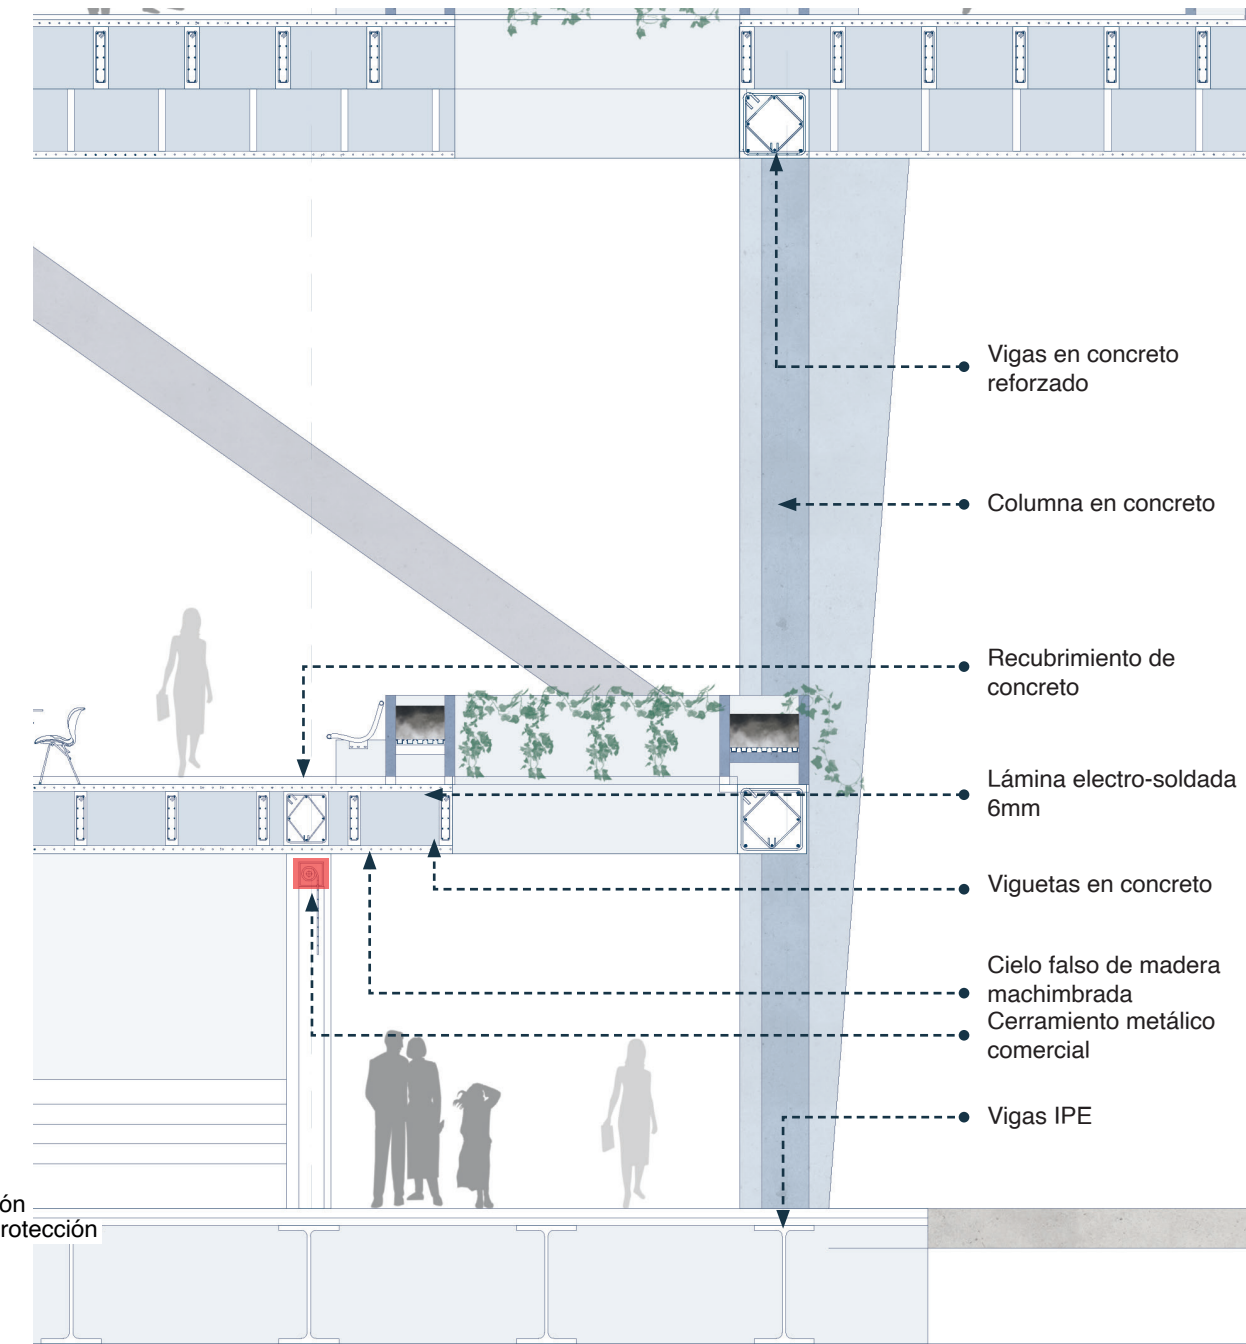 Vigas en concreto
reforzado
Columna en concreto
Recubrimiento de
concreto
Lámina electro-soldada
6mm
Viguetas en concreto
Cielo falso de madera
machimbrada
Cerramiento metálico
comercial
Vigas IPE
ón
rotección